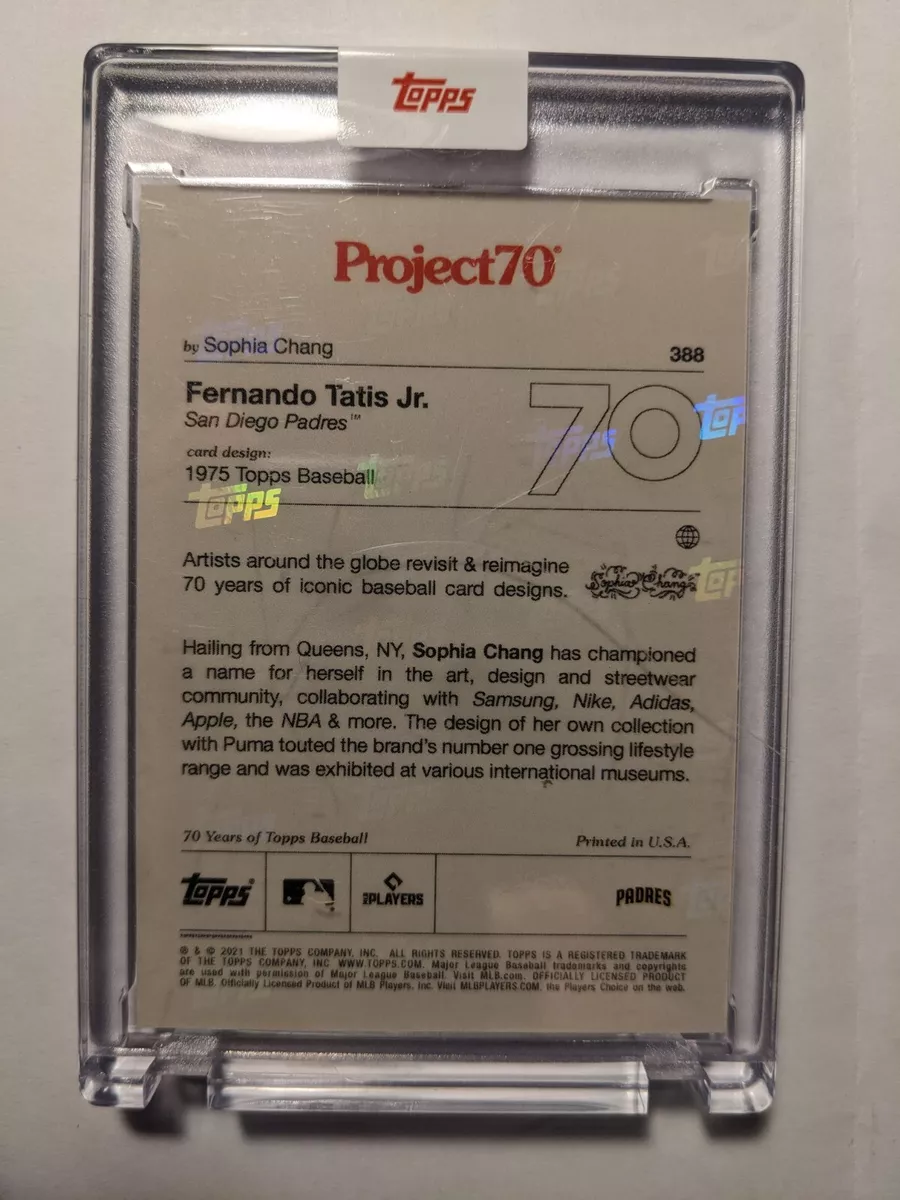 TOPPS
Project70®
by Sophia Chang
388
Fernando Tatis Jr.
San Diego Padres™
70
card design:
1975 Topps Baseball
TOPPS
TOPPS
TOPPS
Artists around the globe revisit & reimagine
70 years of iconic baseball card designs.
Sophia Chang
Hailing from Queens, NY, Sophia Chang has championed
a name for herself in the art, design and streetwear
community, collaborating with Samsung, Nike, Adidas,
Apple, the NBA & more. The design of her own collection
with Puma touted the brand's number one grossing lifestyle
range and was exhibited at various international museums.
70 Years of Topps Baseball
Printed in U.S.A.
TOPPS®
PLAYERS
PADRES
® & © 2021 THE TOPPS COMPANY, INC. ALL RIGHTS RESERVED. TOPPS IS A REGISTERED TRADEMARK
OF THE TOPPS COMPANY, INC. WWW.TOPPS.COM. Major League Baseball trademarks and copyrights
are used with permission of Major League Baseball. Visit MLB.com. OFFICIALLY LICENSED PRODUCT
OF MLB. Officially Licensed Product of MLB Players, Inc. Visit MLBPLAYERS.COM, the Players Choice on the web.